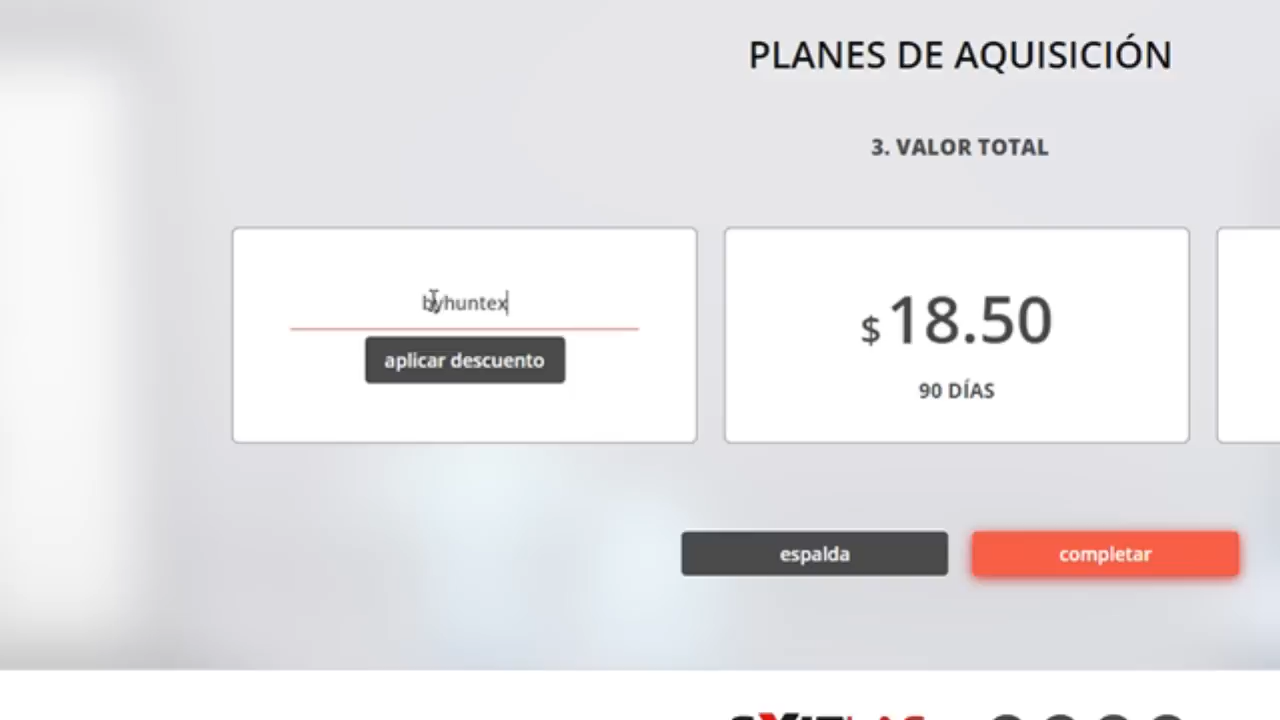 PLANES DE AQUISICIÓN
3. VALOR TOTAL
byhuntex
aplicar descuento
$18.50
90 DÍAS
espalda
completar